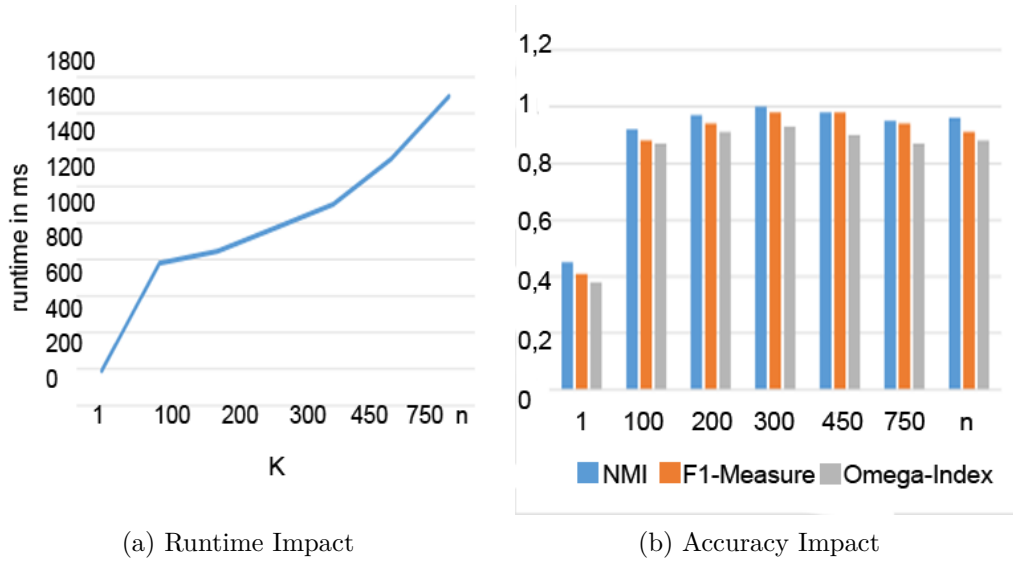 1800
1600
1400
1200
1000
800
600
400
200
0
runtime in ms
1 100 200 300 450 750 n
K
(a) Runtime Impact
1,2
1
0,8
0,6
0,4
0,2
0
1 100 200 300 450 750 n
NMI F1-Measure Omega-Index
(b) Accuracy Impact